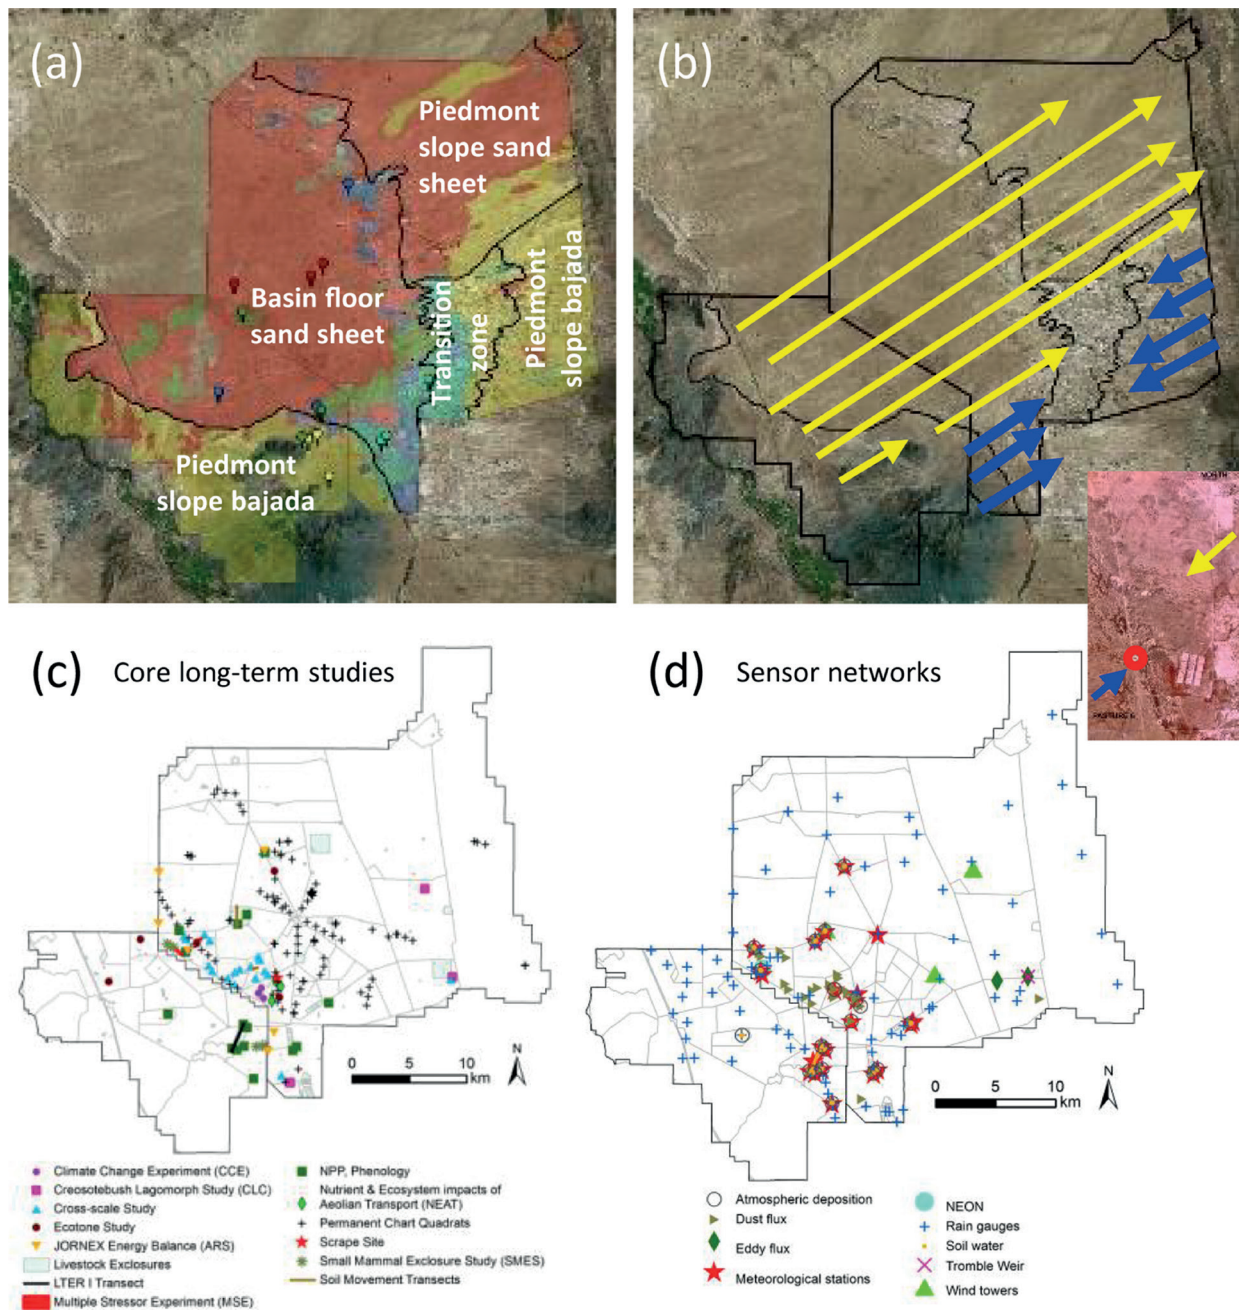 (a)
Piedmont
slope sand
sheet
Basin floor
sand sheet
Transition
zone
Piedmont
slope bajada
Piedmont
slope bajada
(b)
NORTH
PASTURE 6
(c) Core long-term studies
N
0 5 10
km
Climate Change Experiment (CCE)
Creosotebush Lagomorph Study (CLC)
Cross-scale Study
Ecotone Study
JORNEX Energy Balance (ARS)
Livestock Exclosures
LTER I Transect
Multiple Stressor Experiment (MSE)
NPP, Phenology
Nutrient & Ecosystem impacts of
Aeolian Transport (NEAT)
Permanent Chart Quadrats
Scrape Site
Small Mammal Exclosure Study (SMES)
Soil Movement Transects
(d) Sensor networks
N
0 5 10
km
Atmospheric deposition
Dust flux
Eddy flux
Meteorological stations
NEON
Rain gauges
Soil water
Tromble Weir
Wind towers